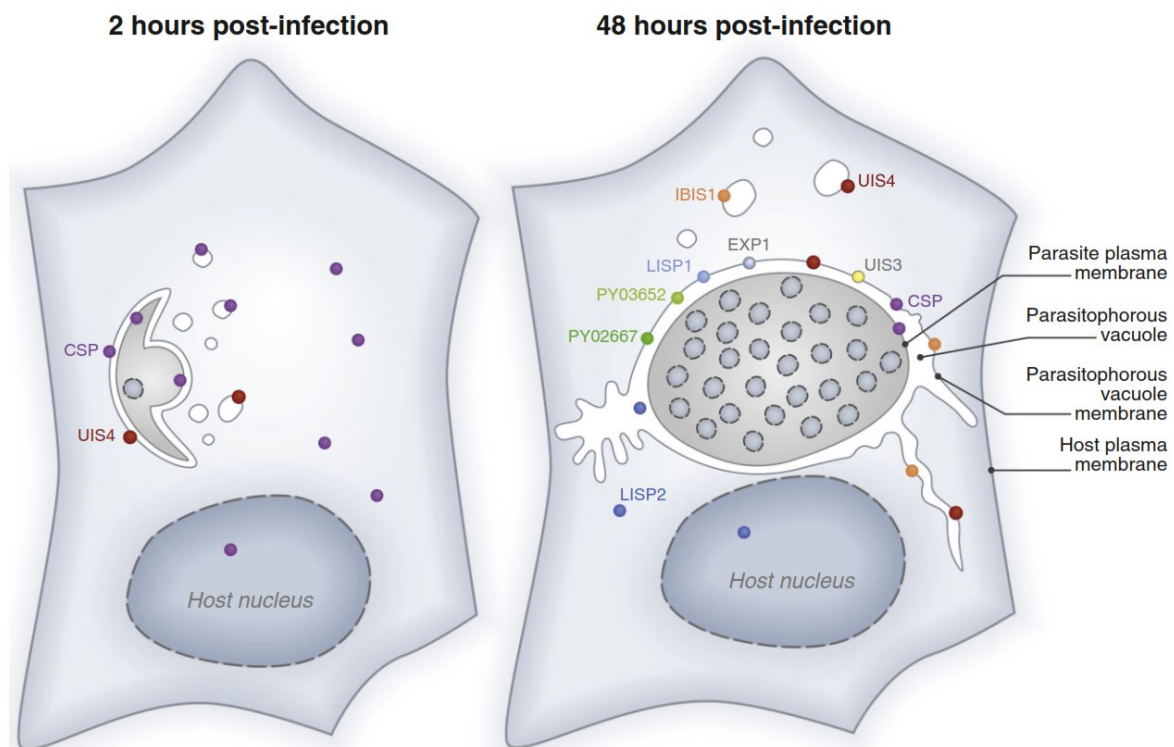 2 hours post-infection
48 hours post-infection
CSP
UIS4
Host nucleus
IBIS1
UIS4
EXP1
LISP1
UIS3
PY03652
CSP
PY02667
LISP2
Host nucleus
Parasite plasma
membrane
Parasitophorous
vacuole
Parasitophorous
vacuole
membrane
Host plasma
membrane